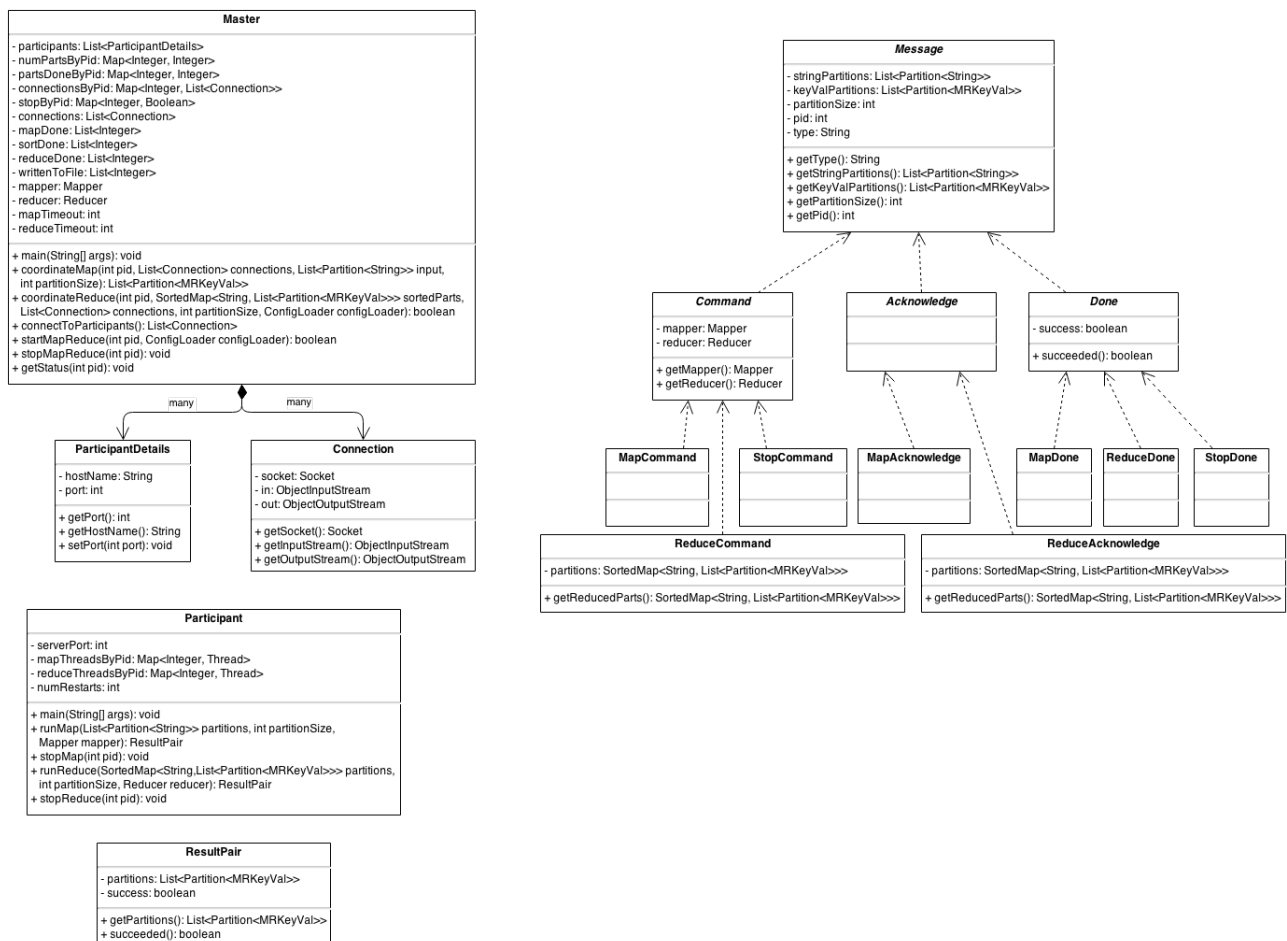 Master
- participants: List<ParticipantDetails>
- numPartsByPid: Map<Integer, Integer>
- partsDoneByPid: Map<Integer, Integer>
- connectionsByPid: Map<Integer, List<Connection>>
- stopByPid: Map<Integer, Boolean>
- connections: List<Connection>
- mapDone: List<Integer>
- sortDone: List<Integer>
- reduceDone: List<Integer>
- writtenToFile: List<Integer>
- mapper: Mapper
- reducer: Reducer
- mapTimeout: int
- reduceTimeout: int
+ main(String[] args): void
+ coordinateMap(int pid, List<Connection> connections, List<Partition<String>> input,
int partitionSize): List<Partition<MRKeyVal>>
+ coordinateReduce(int pid, SortedMap<String, List<Partition<MRKeyVal>>> sortedParts,
List<Connection> connections, int partitionSize, ConfigLoader configLoader): boolean
+ connectToParticipants(): List<Connection>
+ startMapReduce(int pid, ConfigLoader configLoader): boolean
+ stopMapReduce(int pid): void
+ getStatus(int pid): void
many
many
ParticipantDetails
- hostName: String
- port: int
+ getPort(): int
+ getHostName(): String
+ setPort(int port): void
Connection
- socket: Socket
- in: ObjectInputStream
- out: ObjectOutputStream
+ getSocket(): Socket
+ getInputStream(): ObjectInputStream
+ getOutputStream(): ObjectOutputStream
Participant
- serverPort: int
- mapThreadsByPid: Map<Integer, Thread>
- reduceThreadsByPid: Map<Integer, Thread>
- numRestarts: int
+ main(String[] args): void
+ runMap(List<Partition<String>> partitions, int partitionSize,
Mapper mapper): ResultPair
+ stopMap(int pid): void
+ runReduce(SortedMap<String,List<Partition<MRKeyVal>>> partitions,
int partitionSize, Reducer reducer): ResultPair
+ stopReduce(int pid): void
ResultPair
- partitions: List<Partition<MRKeyVal>>
- success: boolean
+ getPartitions(): List<Partition<MRKeyVal>>
+ succeeded(): boolean
Message
- stringPartitions: List<Partition<String>>
- keyValPartitions: List<Partition<MRKeyVal>>
- partitionSize: int
- pid: int
- type: String
+ getType(): String
+ getStringPartitions(): List<Partition<String>>
+ getKeyValPartitions(): List<Partition<MRKeyVal>>
+ getPartitionSize(): int
+ getPid(): int
Command
- mapper: Mapper
- reducer: Reducer
+ getMapper(): Mapper
+ getReducer(): Reducer
Acknowledge
Done
- success: boolean
+ succeeded(): boolean
MapCommand
StopCommand
MapAcknowledge
MapDone
ReduceDone
StopDone
ReduceCommand
- partitions: SortedMap<String, List<Partition<MRKeyVal>>>
+ getReducedParts(): SortedMap<String, List<Partition<MRKeyVal>>>
ReduceAcknowledge
- partitions: SortedMap<String, List<Partition<MRKeyVal>>>
+ getReducedParts(): SortedMap<String, List<Partition<MRKeyVal>>>